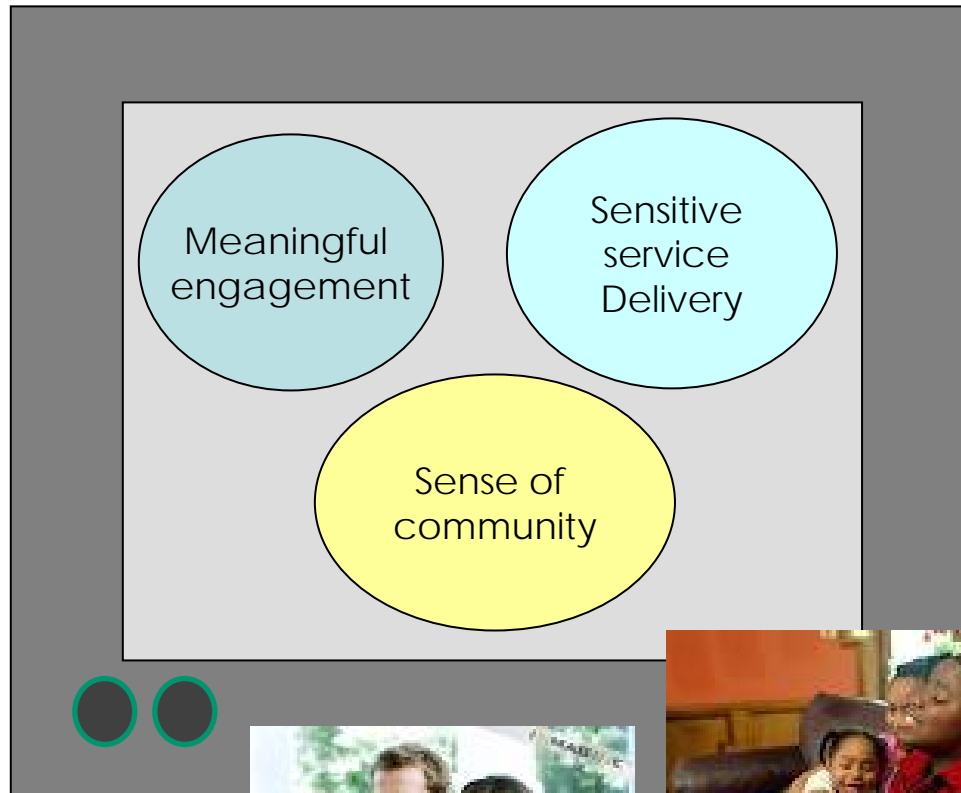 Meaningful
engagement
Sensitive
service
Delivery
Sense of
community